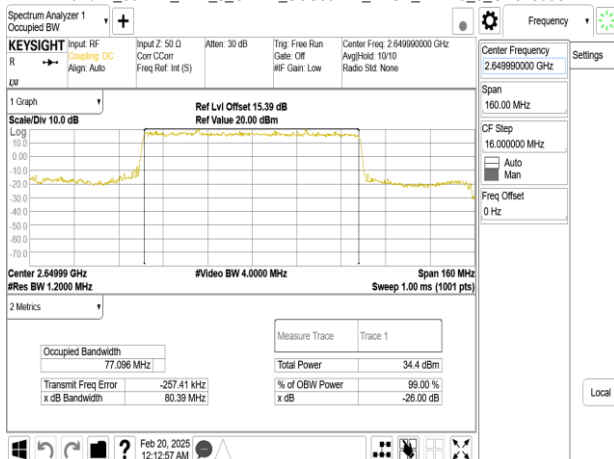 Spectrum Analyzer 1
Occupied BW
+
Frequency
KEYSIGHT
R
LXI
Input: RF
Coupling: DC
Align: Auto
Input Z: 50 Ω
Corr CCorr
Freq Ref: Int (S)
Atten: 30 dB
Trig: Free Run
Gate: Off
#IF Gain: Low
Center Freq: 2.649990000 GHz
Avg|Hold: 10/10
Radio Std: None
Center Frequency
2.649990000 GHz
Settings
Span
160.00 MHz
CF Step
16.000000 MHz
Auto
Man
Freq Offset
0 Hz
Local
1 Graph
Scale/Div 10.0 dB
Ref Lvl Offset 15.39 dB
Ref Value 20.00 dBm
Log
10.0
0.00
-10.0
-20.0
-30.0
-40.0
-50.0
-60.0
-70.0
Center 2.64999 GHz
#Video BW 4.0000 MHz
Span 160 MHz
#Res BW 1.2000 MHz
Sweep 1.00 ms (1001 pts)
2 Metrics
Measure Trace Trace 1
Occupied Bandwidth
77.096 MHz
Total Power 34.4 dBm
Transmit Freq Error -257.41 kHz
% of OBW Power 99.00 %
x dB Bandwidth 80.39 MHz
x dB -26.00 dB
?
Feb 20, 2025
12:12:57 AM